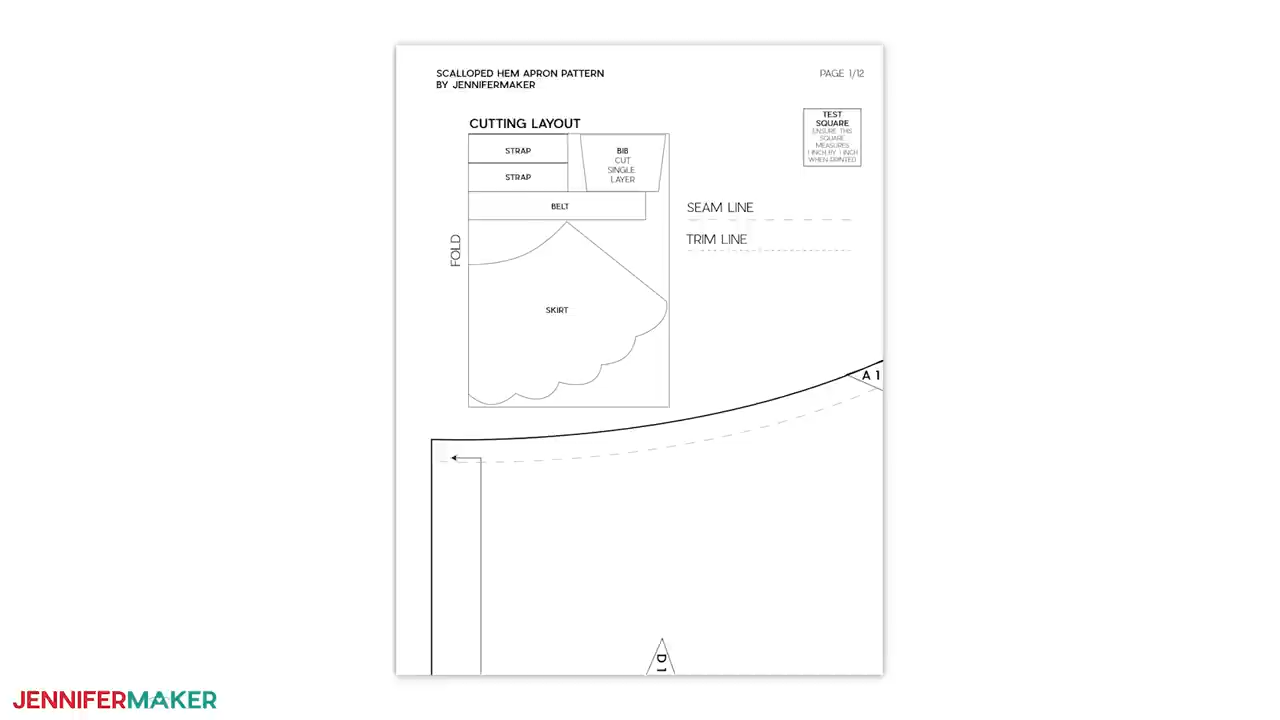 SCALLOPED HEM APRON PATTERN
BY JENNIFERMAKER
PAGE 1/12
CUTTING LAYOUT
STRAP
STRAP
BIB
CUT
SINGLE
LAYER
BELT
FOLD
SKIRT
TEST
SQUARE
ENSURE THIS
SQUARE
MEASURES
1 INCH BY 1 INCH
WHEN PRINTED
SEAM LINE
TRIM LINE
A 1
D 1
JENNIFERMAKER